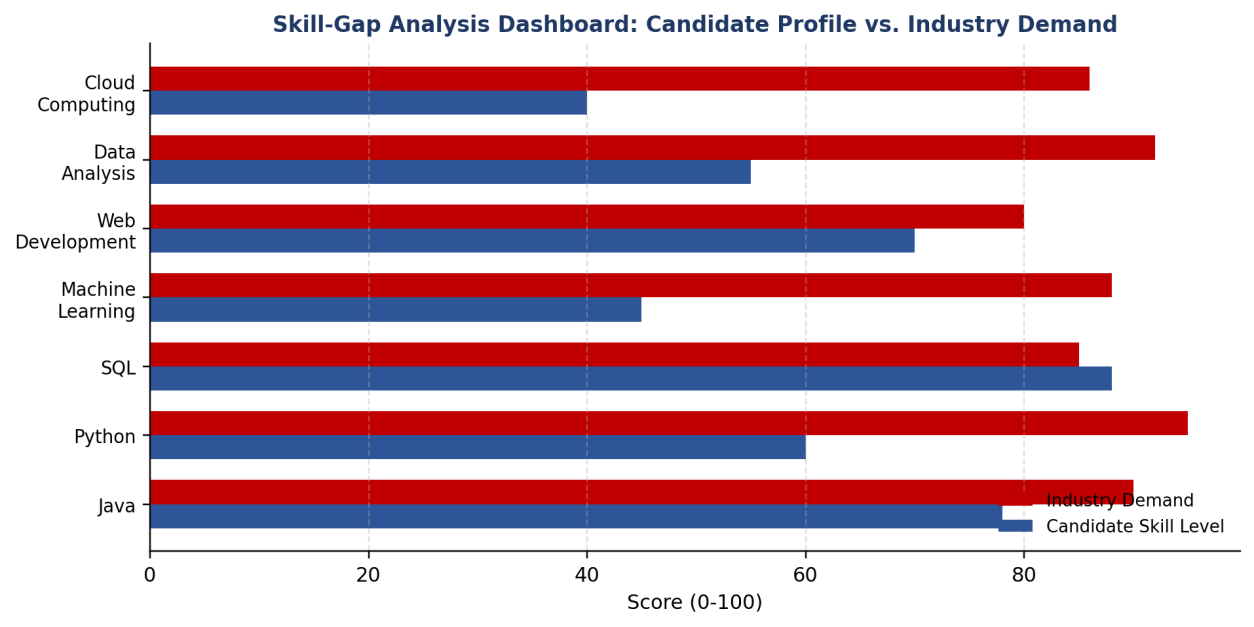 Skill-Gap Analysis Dashboard: Candidate Profile vs. Industry Demand
Cloud
Computing
Data
Analysis
Web
Development
Machine
Learning
SQL
Python
Java
Industry Demand
Candidate Skill Level
0 20 40 60 80
Score (0-100)